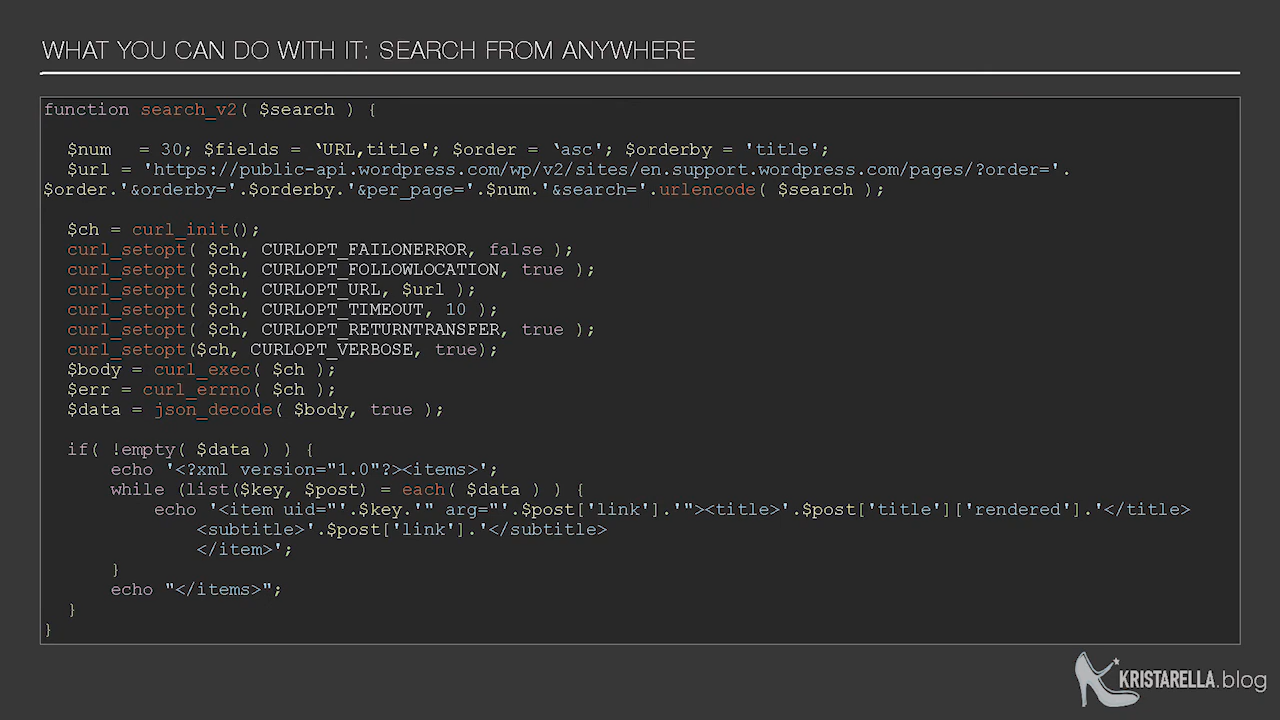 WHAT YOU CAN DO WITH IT: SEARCH FROM ANYWHERE
function search_v2( $search ) {
$num = 30; $fields = ‘URL,title'; $order = ‘asc'; $orderby = 'title';
$url = 'https://public-api.wordpress.com/wp/v2/sites/en.support.wordpress.com/pages/?order='.
$order.'&orderby='.$orderby.'&per_page='.$num.'&search='.urlencode( $search );
$ch = curl_init();
curl_setopt( $ch, CURLOPT_FAILONERROR, false );
curl_setopt( $ch, CURLOPT_FOLLOWLOCATION, true );
curl_setopt( $ch, CURLOPT_URL, $url );
curl_setopt( $ch, CURLOPT_TIMEOUT, 10 );
curl_setopt( $ch, CURLOPT_RETURNTRANSFER, true );
curl_setopt($ch, CURLOPT_VERBOSE, true);
$body = curl_exec( $ch );
$err = curl_errno( $ch );
$data = json_decode( $body, true );
if( !empty( $data ) ) {
echo '<?xml version="1.0"?><items>';
while (list($key, $post) = each( $data ) ) {
echo '<item uid="'.$key.'" arg="'.$post['link'].'"><title>'.$post['title']['rendered'].'</title>
<subtitle>'.$post['link'].'</subtitle>
</item>';
}
echo "</items>";
}
}
KRISTARELLA.blog